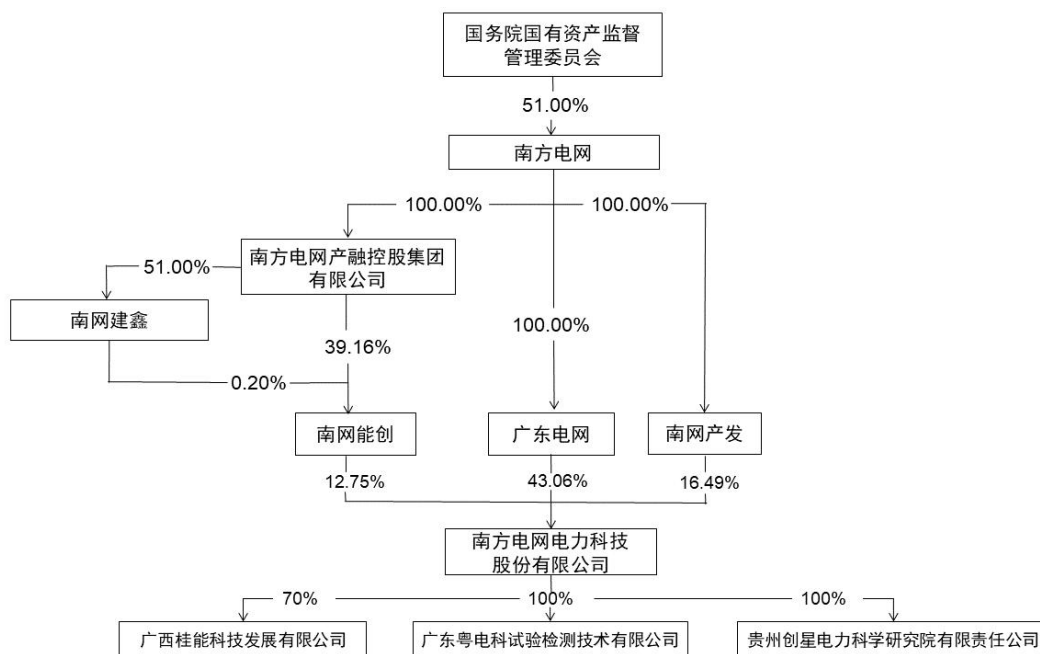 国务院国有资产监督
管理委员会
51.00%
南方电网
100.00%
100.00%
南方电网产融控股集团
有限公司
51.00%
南网建鑫
100.00%
39.16%
0.20%
南网能创
广东电网
南网产发
12.75%
43.06%
16.49%
南方电网电力科技
股份有限公司
70%
100%
100%
广西桂能科技发展有限公司
广东粤电科试验检测技术有限公司
贵州创星电力科学研究院有限责任公司